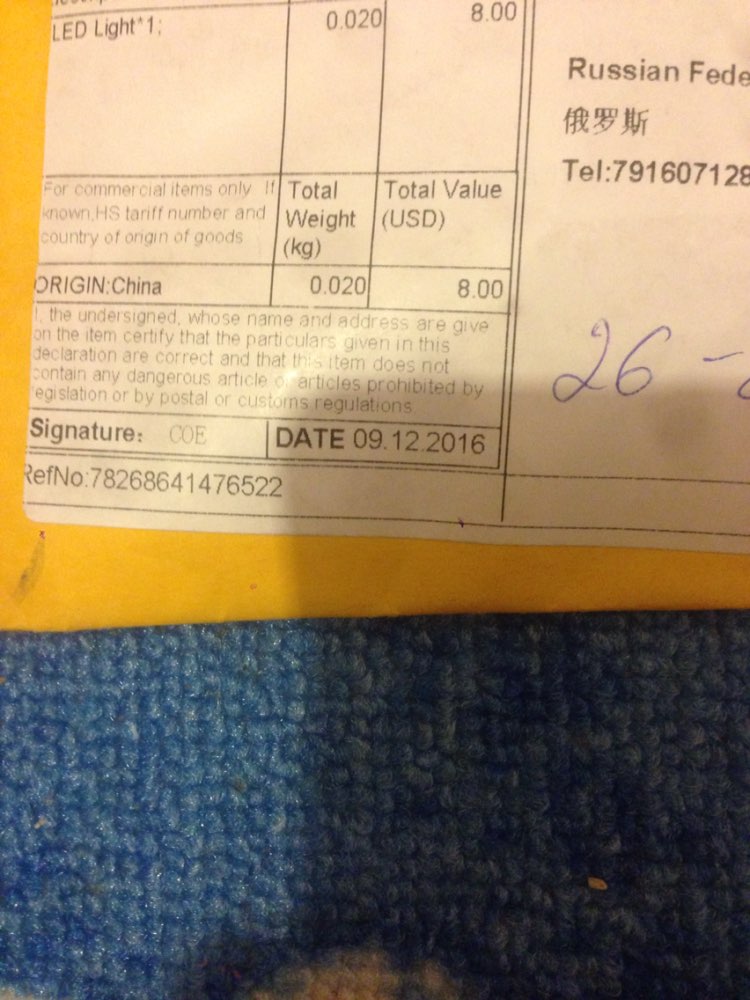 LED Light*1; 0.020 8.00
For commercial items only If
known,HS tariff number and
country of origin of goods
Total
Weight
(kg)
Total Value
(USD)
ORIGIN:China 0.020 8.00
I, the undersigned, whose name and address are give
on the item certify that the particulars given in this
declaration are correct and that this item does not
contain any dangerous article or articles prohibited by
legislation or by postal or customs regulations
Signature: COE DATE 09.12.2016
RefNo:78268641476522
Russian Fede
俄罗斯
Tel:791607128
26-